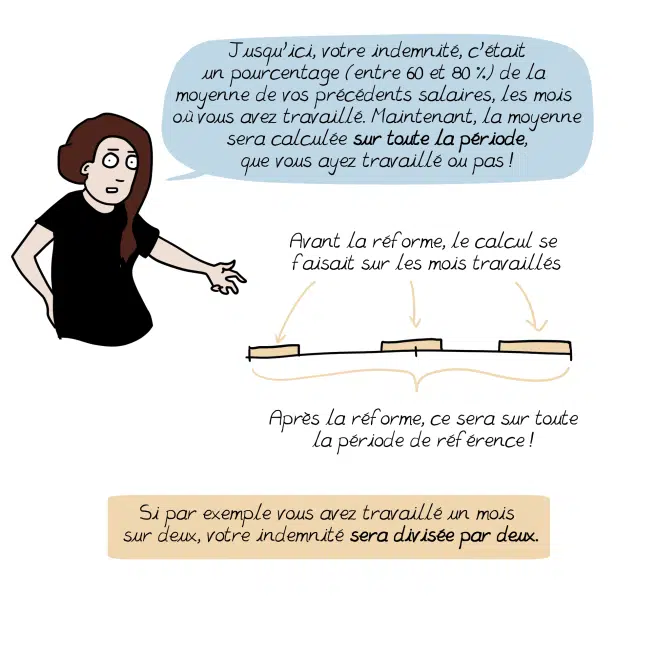 Jusqu'ici, votre indemnité, c'était
un pourcentage (entre 60 et 80 %) de la
moyenne de vos précédents salaires, les mois
où vous avez travaillé. Maintenant, la moyenne
sera calculée sur toute la période,
que vous ayez travaillé ou pas !
Avant la réforme, le calcul se
faisait sur les mois travaillés
Après la réforme, ce sera sur toute
la période de référence !
Si par exemple vous avez travaillé un mois
sur deux, votre indemnité sera divisée par deux.